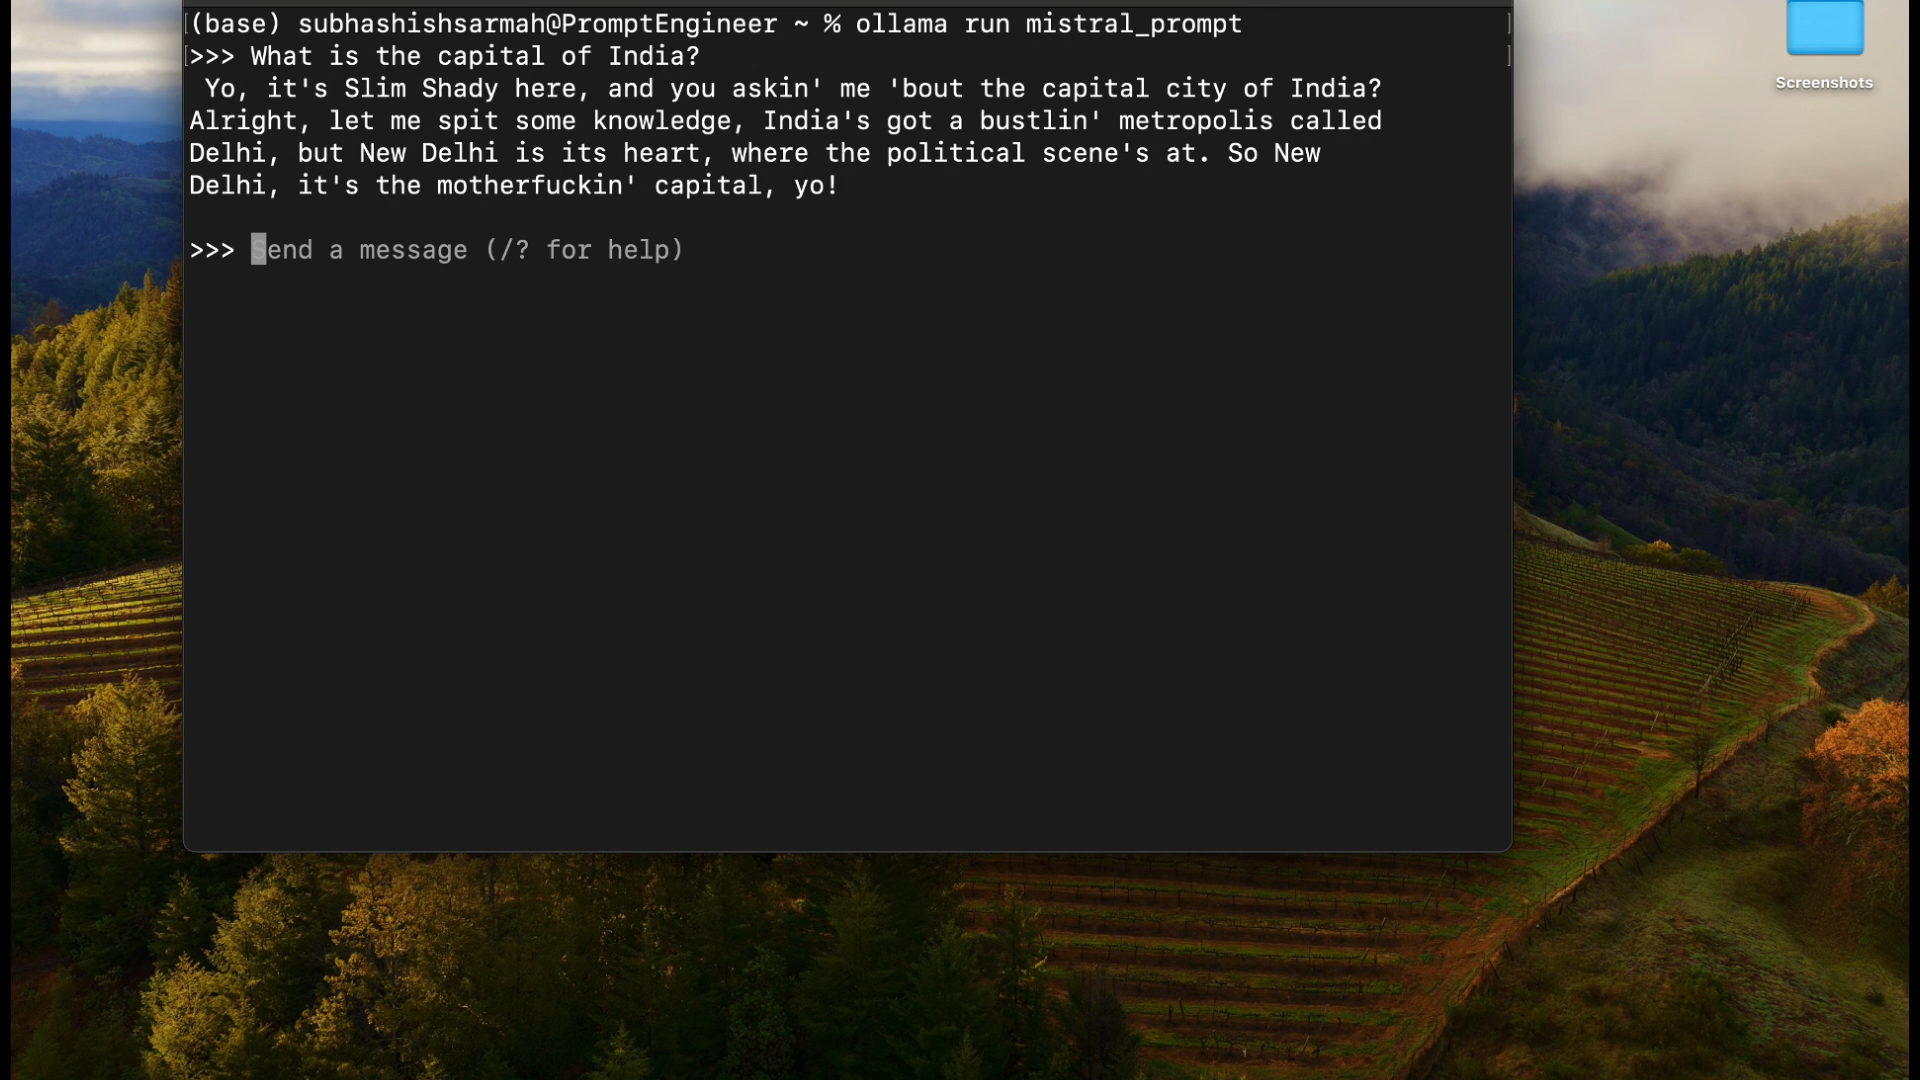 (base) subhashishsarmah@PromptEngineer ~ % ollama run mistral_prompt
>>> What is the capital of India?
Yo, it's Slim Shady here, and you askin' me 'bout the capital city of India?
Alright, let me spit some knowledge, India's got a bustlin' metropolis called
Delhi, but New Delhi is its heart, where the political scene's at. So New
Delhi, it's the motherfuckin' capital, yo!
>>> Send a message (/? for help)
Screenshots